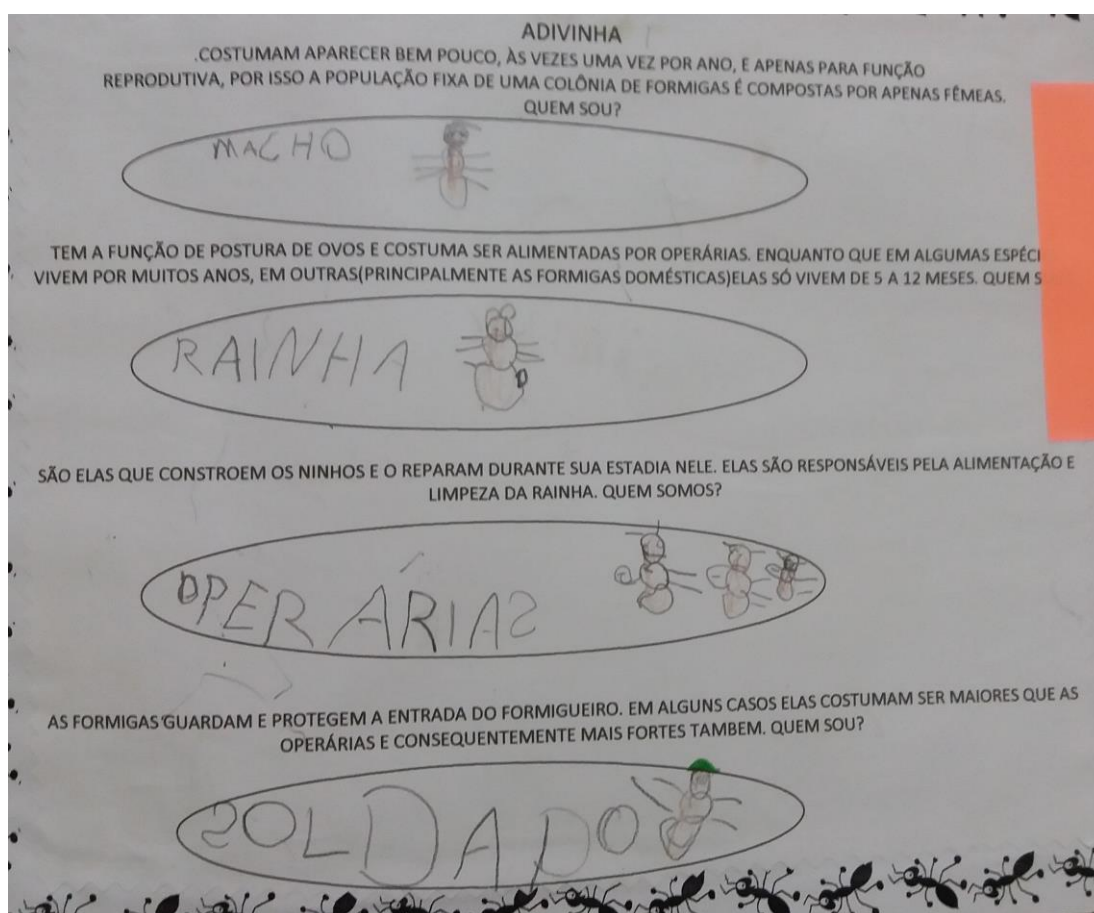 ADIVINHA
.COSTUMAM APARECER BEM POUCO, ÀS VEZES UMA VEZ POR ANO, E APENAS PARA FUNÇÃO
REPRODUTIVA, POR ISSO A POPULAÇÃO FIXA DE UMA COLÔNIA DE FORMIGAS É COMPOSTAS POR APENAS FÊMEAS.
QUEM SOU?
MACHO
TEM A FUNÇÃO DE POSTURA DE OVOS E COSTUMA SER ALIMENTADAS POR OPERÁRIAS. ENQUANTO QUE EM ALGUMAS ESPÉCI
VIVEM POR MUITOS ANOS, EM OUTRAS(PRINCIPALMENTE AS FORMIGAS DOMÉSTICAS)ELAS SÓ VIVEM DE 5 A 12 MESES. QUEM S
RAINHA
SÃO ELAS QUE CONSTROEM OS NINHOS E O REPARAM DURANTE SUA ESTADIA NELE. ELAS SÃO RESPONSÁVEIS PELA ALIMENTAÇÃO E
LIMPEZA DA RAINHA. QUEM SOMOS?
OPERÁRIAS
AS FORMIGAS GUARDAM E PROTEGEM A ENTRADA DO FORMIGUEIRO. EM ALGUNS CASOS ELAS COSTUMAM SER MAIORES QUE AS
OPERÁRIAS E CONSEQUENTEMENTE MAIS FORTES TAMBEM. QUEM SOU?
SOLDADO